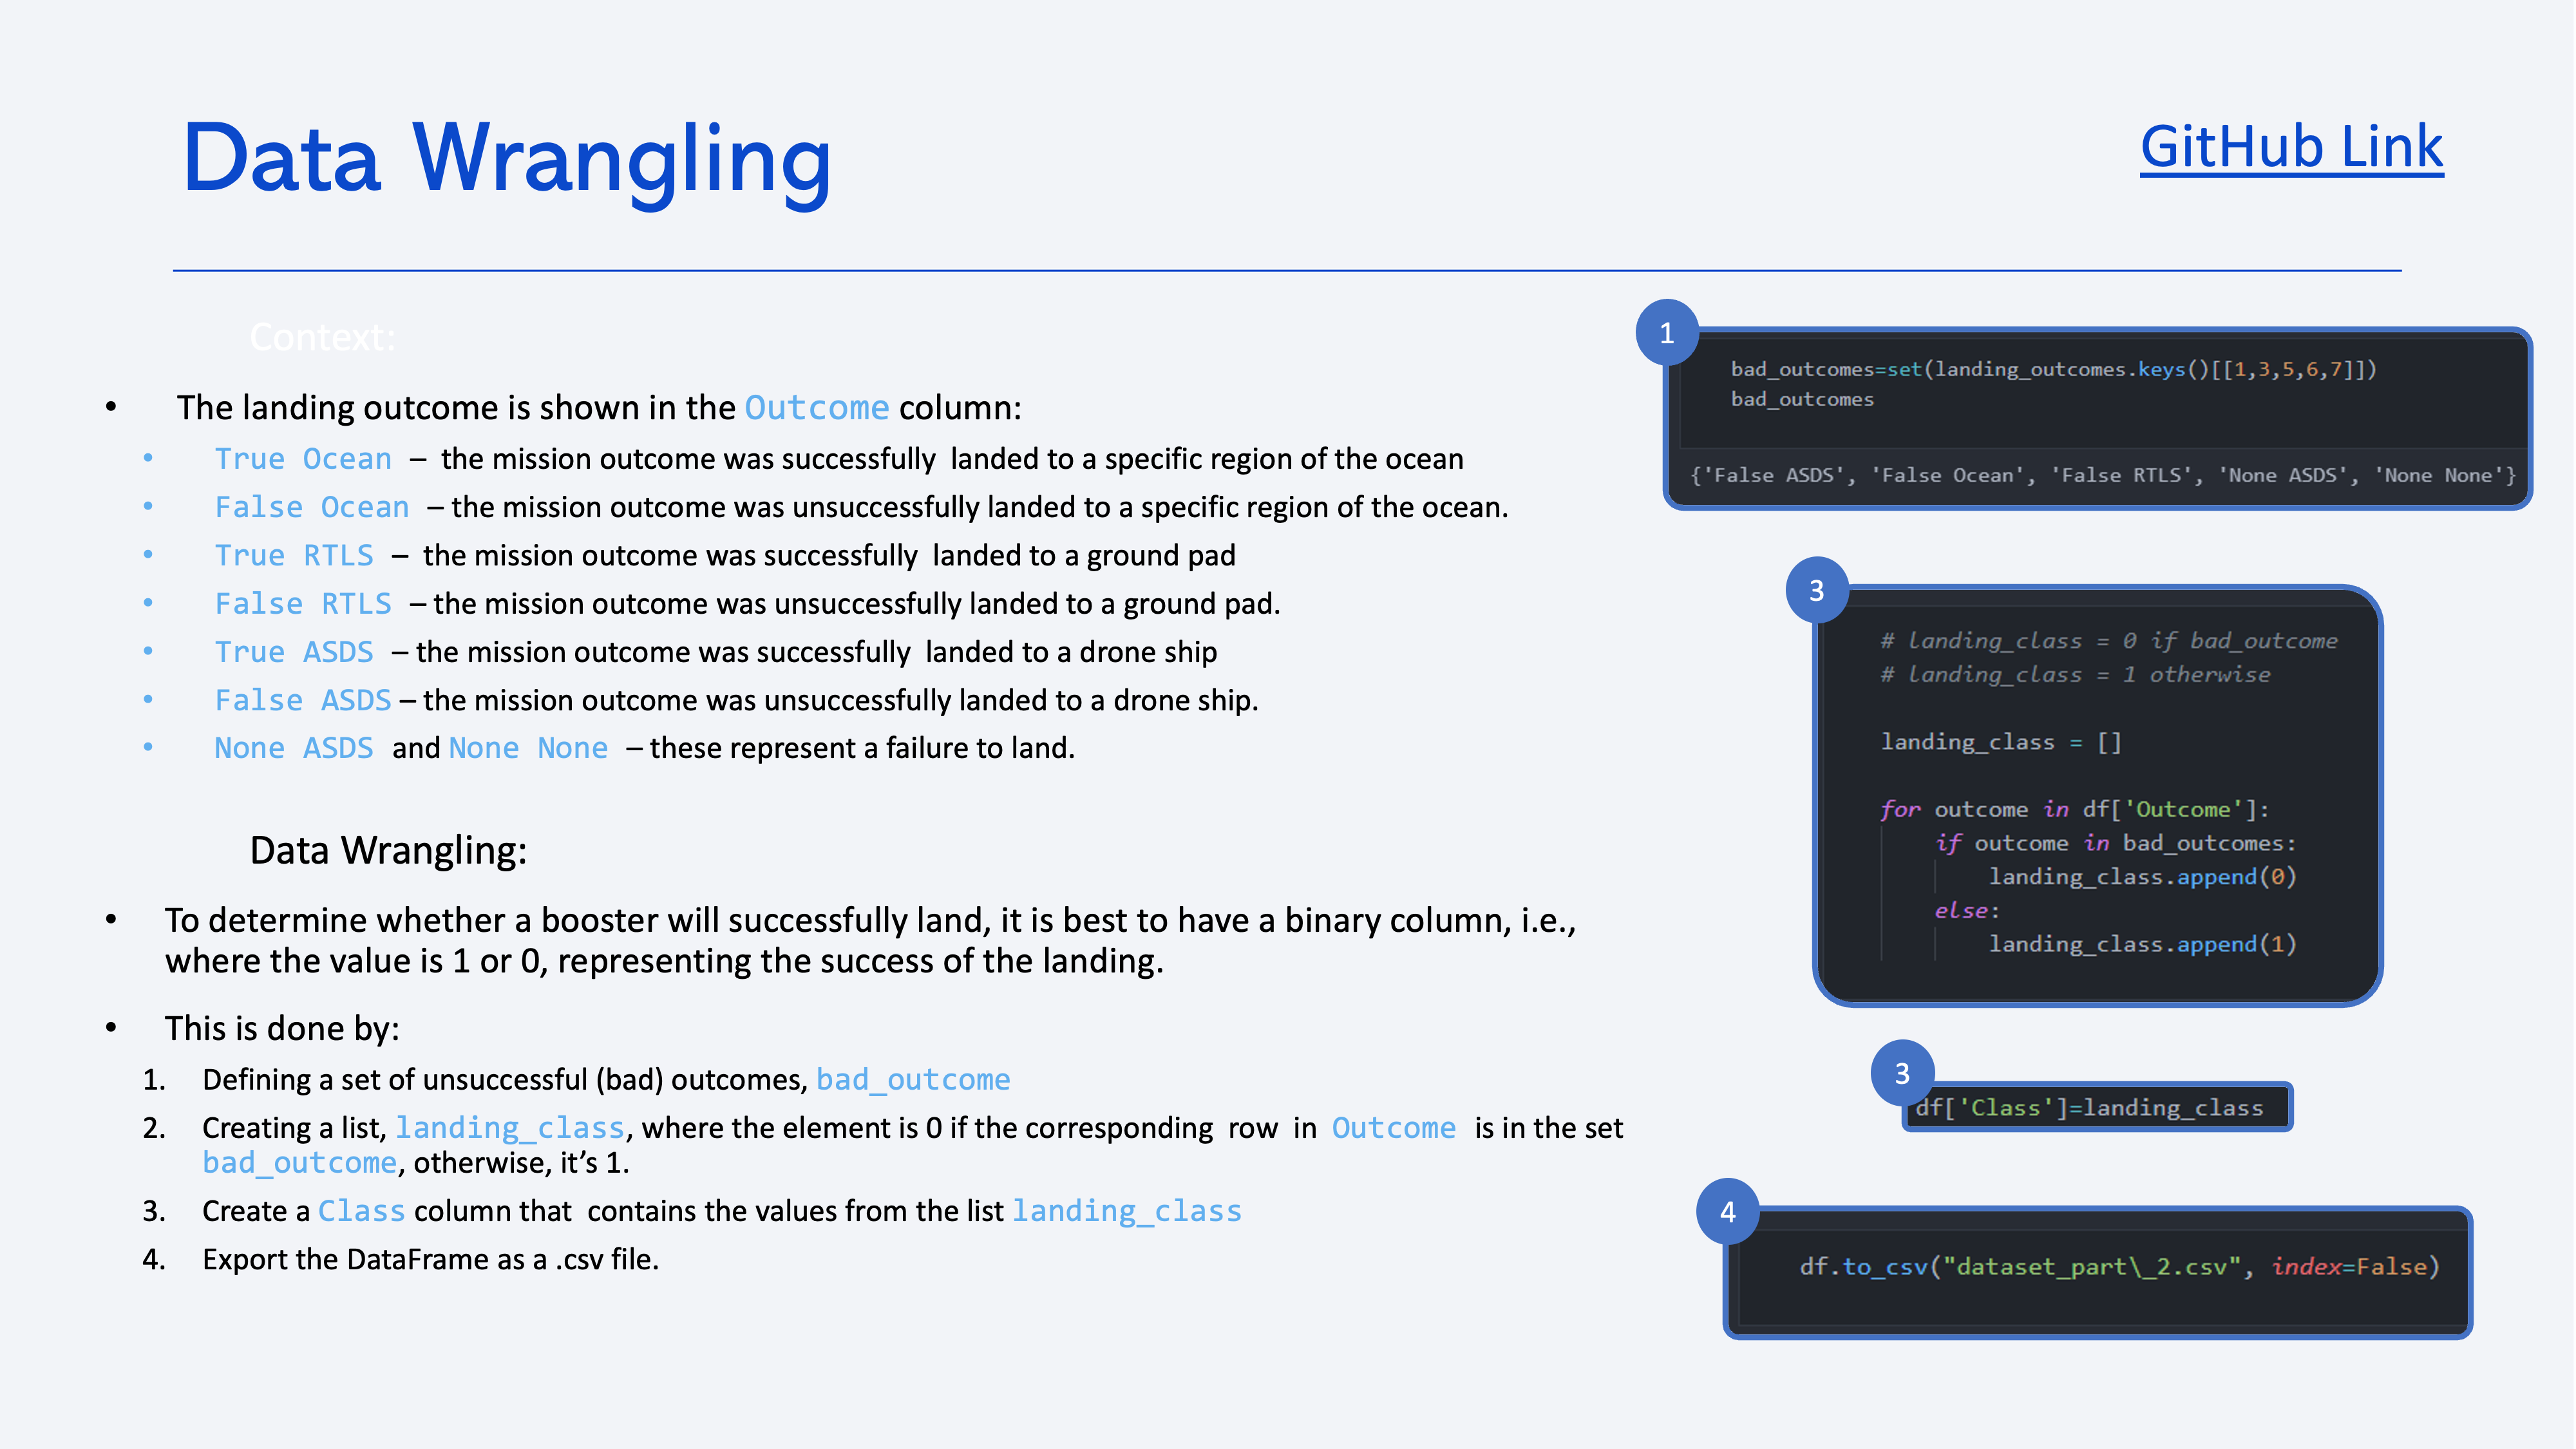 Data Wrangling
GitHub Link
Context:
• The landing outcome is shown in the Outcome column:
• True Ocean – the mission outcome was successfully landed to a specific region of the ocean
• False Ocean – the mission outcome was unsuccessfully landed to a specific region of the ocean.
• True RTLS – the mission outcome was successfully landed to a ground pad
• False RTLS – the mission outcome was unsuccessfully landed to a ground pad.
• True ASDS – the mission outcome was successfully landed to a drone ship
• False ASDS – the mission outcome was unsuccessfully landed to a drone ship.
• None ASDS and None None – these represent a failure to land.
Data Wrangling:
• To determine whether a booster will successfully land, it is best to have a binary column, i.e.,
where the value is 1 or 0, representing the success of the landing.
• This is done by:
1. Defining a set of unsuccessful (bad) outcomes, bad_outcome
2. Creating a list, landing_class, where the element is 0 if the corresponding row in Outcome is in the set
bad_outcome, otherwise, it’s 1.
3. Create a Class column that contains the values from the list landing_class
4. Export the DataFrame as a .csv file.
1
bad_outcomes=set(landing_outcomes.keys()[[1,3,5,6,7]])
bad_outcomes
{'False ASDS', 'False Ocean', 'False RTLS', 'None ASDS', 'None None'}
3
# landing_class = 0 if bad_outcome
# landing_class = 1 otherwise
landing_class = []
for outcome in df['Outcome']:
if outcome in bad_outcomes:
landing_class.append(0)
else:
landing_class.append(1)
3
df['Class']=landing_class
4
df.to_csv("dataset_part\_2.csv", index=False)